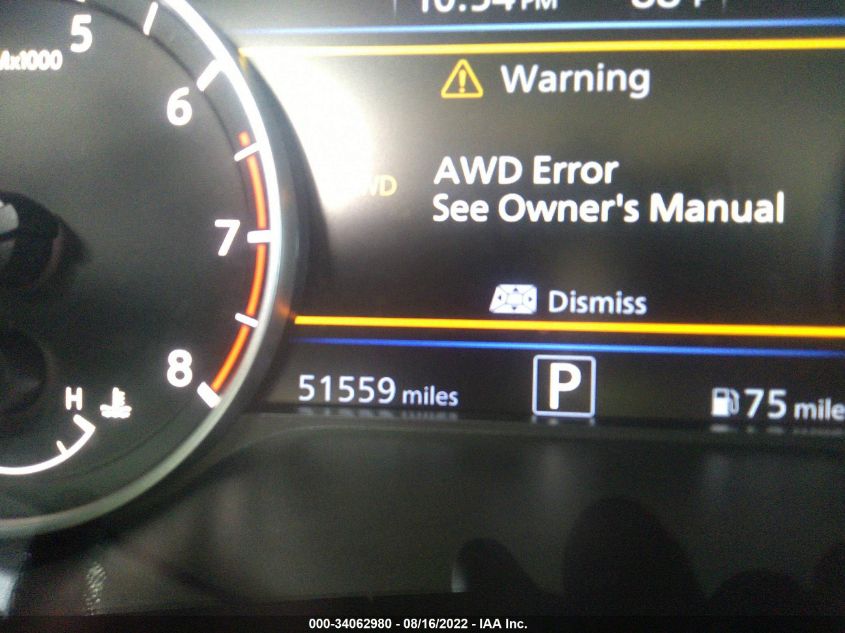 5
x1000
6
7
8
H
Warning
AWD Error
See Owner's Manual
Dismiss
51559 miles
P
75 mile
000-34062980 - 08/16/2022 - IAA Inc.